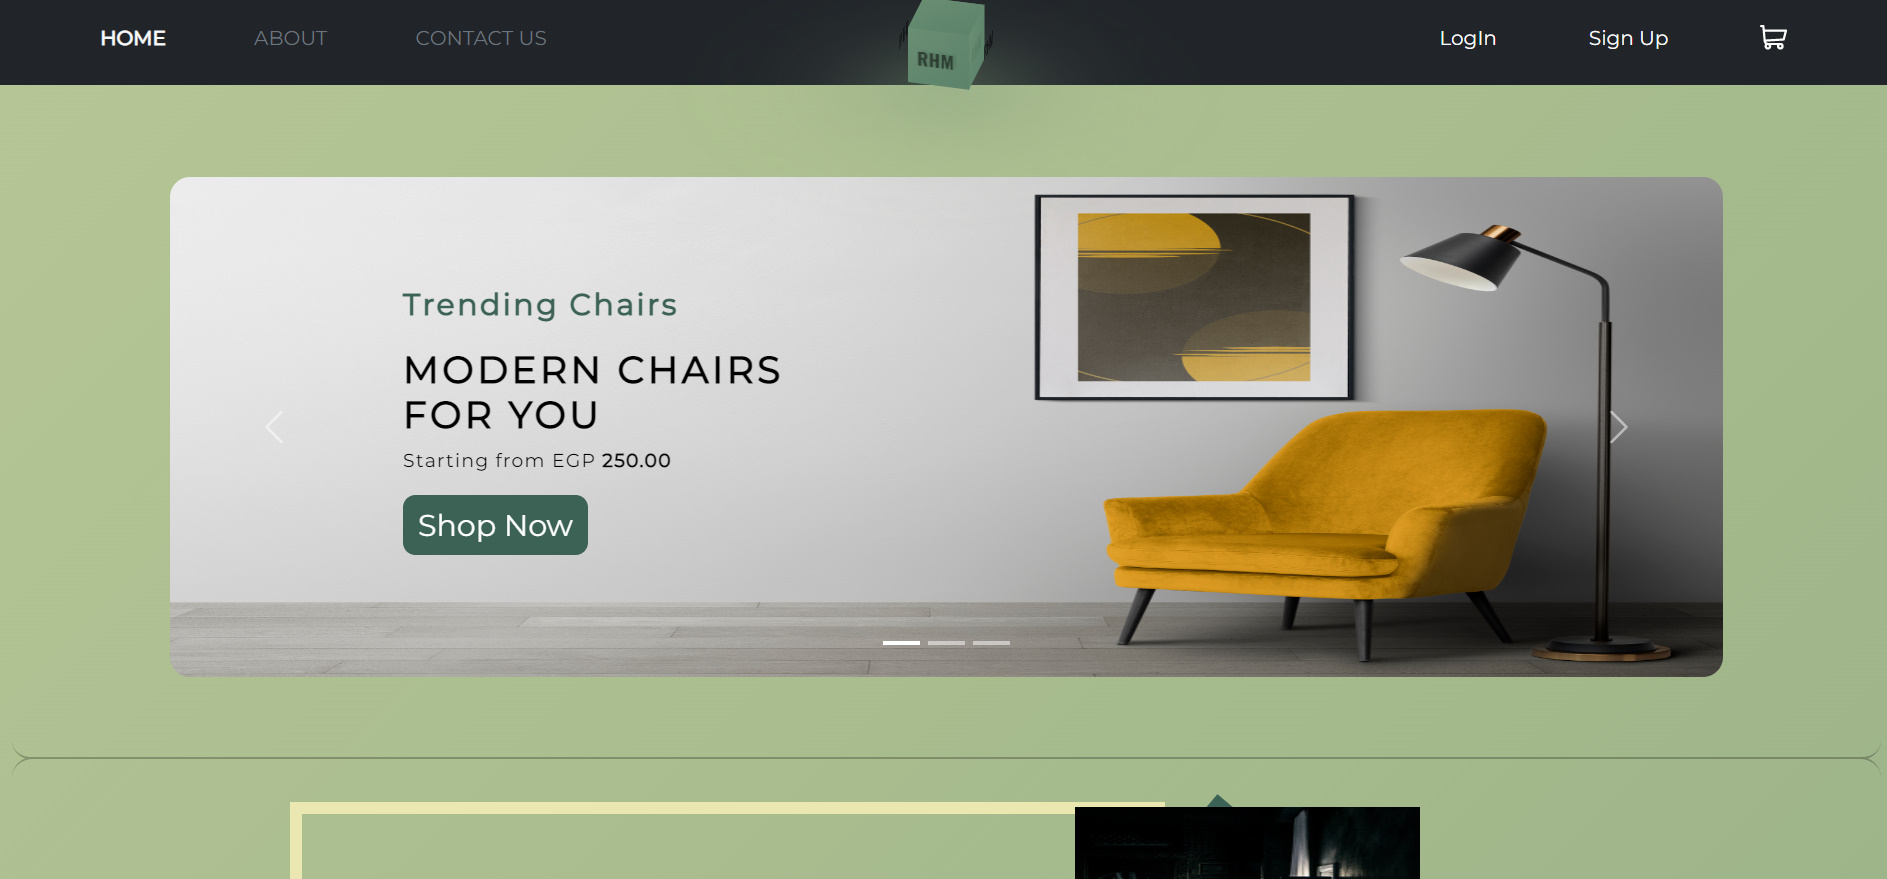 HOME
ABOUT
CONTACT US
RHM
LogIn
Sign Up
Trending Chairs
MODERN CHAIRS
FOR YOU
Starting from EGP 250.00
Shop Now